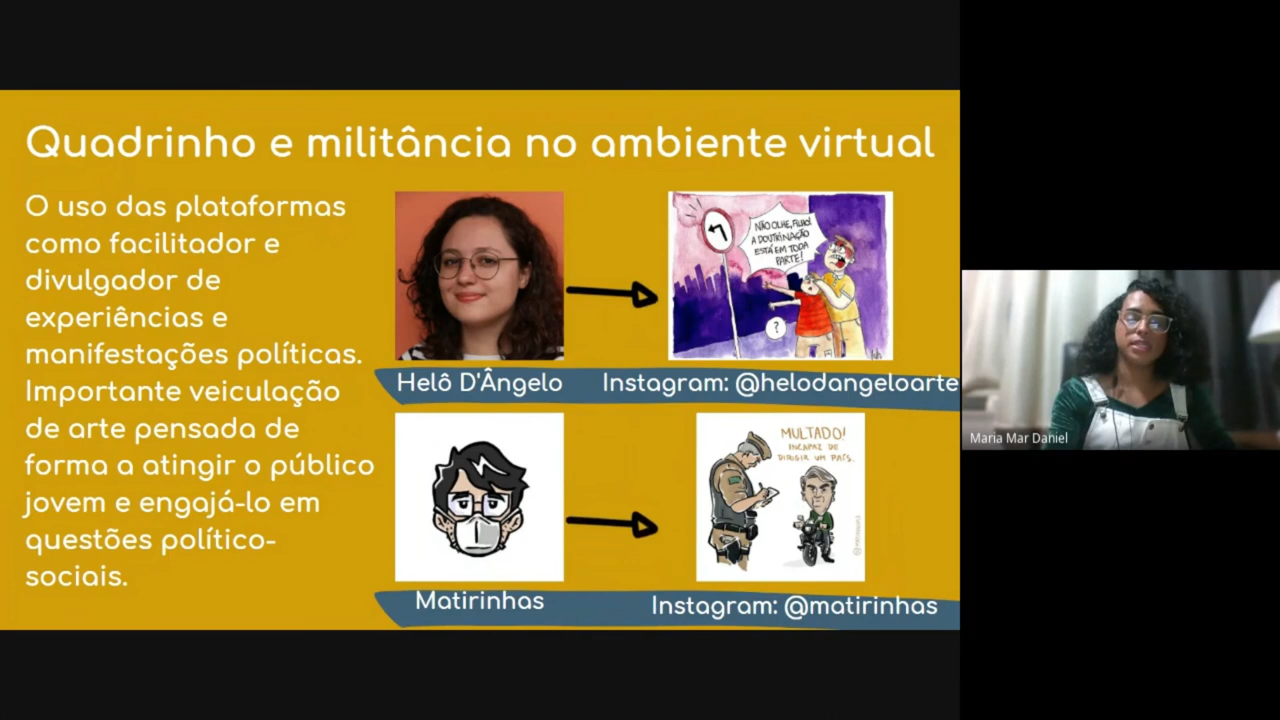 Quadrinho e militância no ambiente virtual
O uso das plataformas
como facilitador e
divulgador de
experiências e
manifestações políticas.
Importante veiculação
de arte pensada de
forma a atingir o público
jovem e engajá-lo em
questões político-
sociais.
NÃO OLHE, FILHO!
A DOUTRINAÇÃO
ESTÁ EM TODA
PARTE!
?
Helô D'Ângelo
Instagram: @helodangeloarte
MULTADO!
INCAPAZ DE
DIRIGIR UM PAÍS.
Matirinhas
Instagram: @matirinhas
Maria Mar Daniel